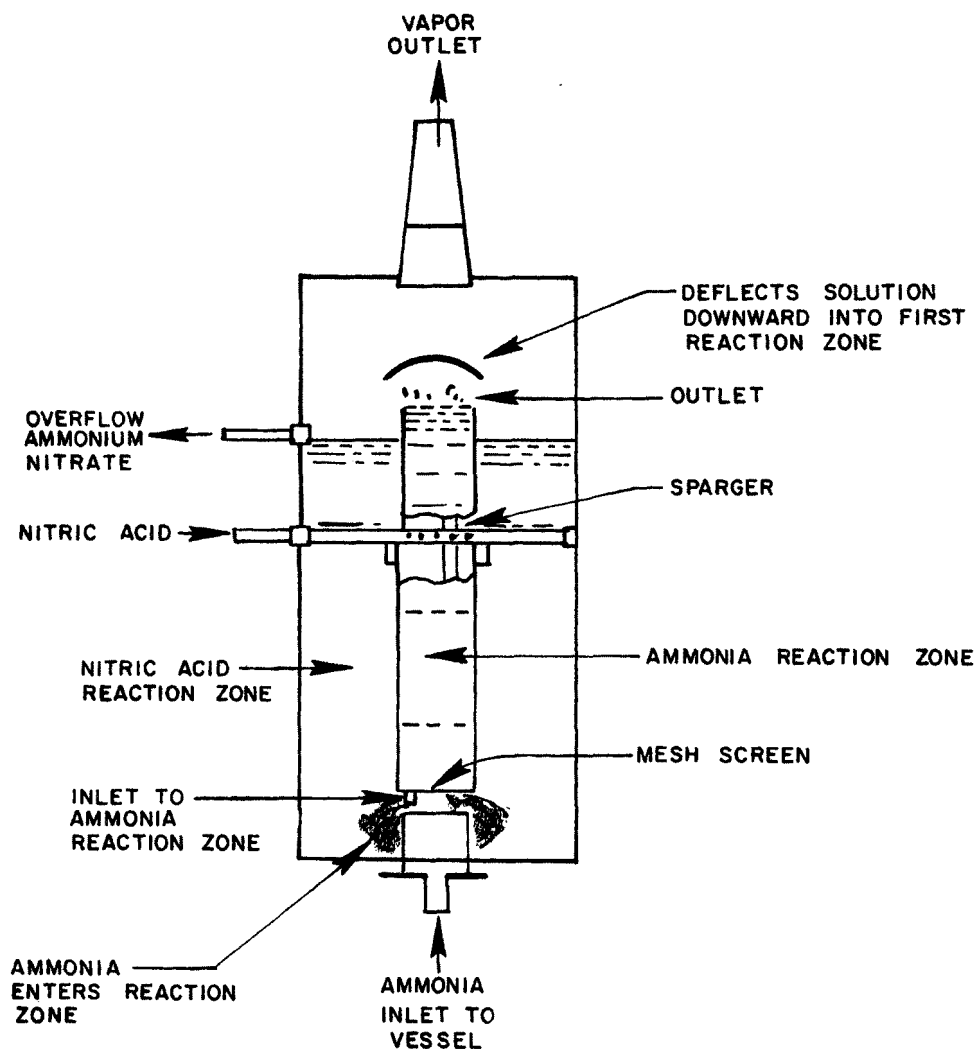 VAPOR
OUTLET
DEFLECTS SOLUTION
DOWNWARD INTO FIRST
REACTION ZONE
OUTLET
OVERFLOW
AMMONIUM
NITRATE
SPARGER
NITRIC ACID
AMMONIA REACTION ZONE
NITRIC ACID
REACTION ZONE
MESH SCREEN
INLET TO
AMMONIA
REACTION ZONE
AMMONIA
ENTERS REACTION
ZONE
AMMONIA
INLET TO
VESSEL